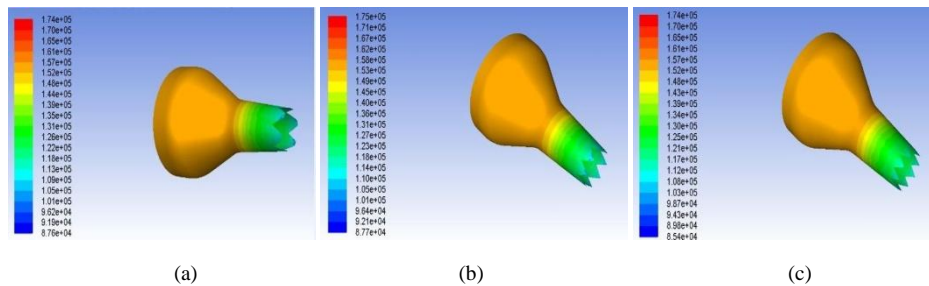 1.74e+05
1.70e+05
1.65e+05
1.61e+05
1.57e+05
1.52e+05
1.48e+05
1.44e+05
1.39e+05
1.35e+05
1.31e+05
1.26e+05
1.22e+05
1.18e+05
1.13e+05
1.09e+05
1.05e+05
1.01e+05
9.62e+04
9.19e+04
8.76e+04
1.75e+05
1.71e+05
1.67e+05
1.62e+05
1.58e+05
1.53e+05
1.49e+05
1.45e+05
1.40e+05
1.36e+05
1.31e+05
1.27e+05
1.23e+05
1.18e+05
1.14e+05
1.10e+05
1.05e+05
1.01e+05
9.64e+04
9.21e+04
8.77e+04
1.74e+05
1.70e+05
1.65e+05
1.61e+05
1.57e+05
1.52e+05
1.48e+05
1.43e+05
1.39e+05
1.34e+05
1.30e+05
1.25e+05
1.21e+05
1.17e+05
1.12e+05
1.08e+05
1.03e+05
9.87e+04
9.43e+04
8.98e+04
8.54e+04
(a)
(b)
(c)